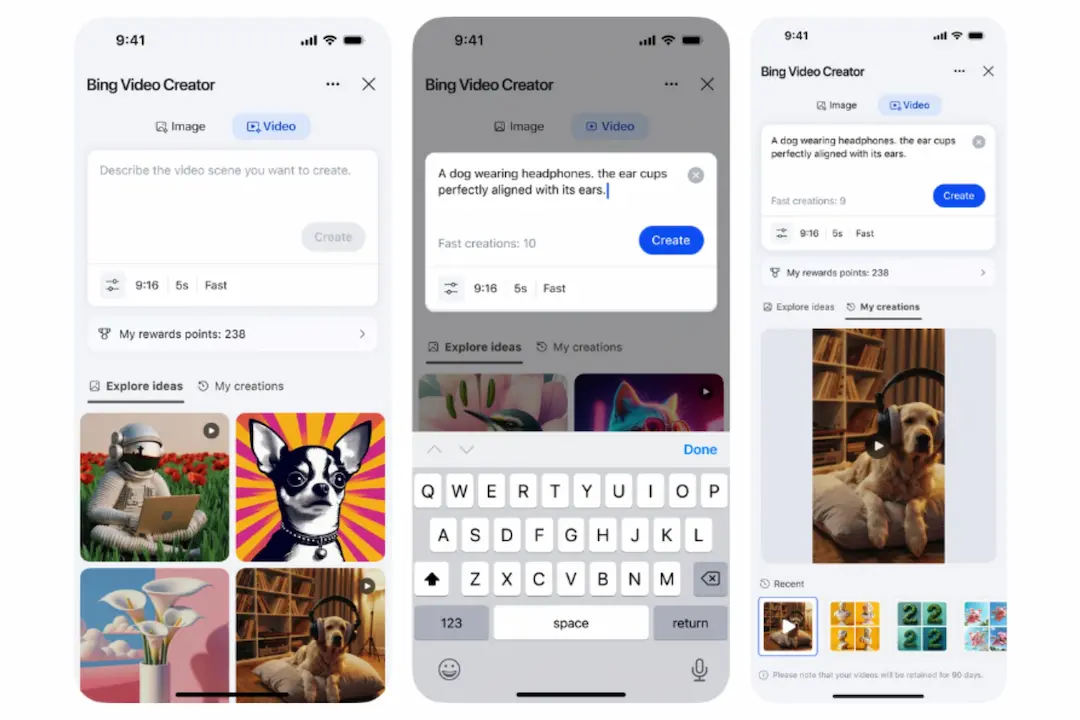 9:41
Bing Video Creator
Image
Video
Describe the video scene you want to create.
Create
9:16
5s
Fast
My rewards points: 238
Explore ideas
My creations
9:41
Bing Video Creator
Image
Video
A dog wearing headphones. the ear cups
perfectly aligned with its ears.
Fast creations: 10
Create
9:16
5s
Fast
Explore ideas
My creations
Done
Q W E R T Y U I O P
A S D F G H J K L
Z X C V B N M
123
space
return
9:41
Bing Video Creator
Image
Video
A dog wearing headphones. the ear cups
perfectly aligned with its ears.
Fast creations: 9
Create
9:16
5s
Fast
My rewards points: 238
Explore ideas
My creations
Recent
22
22
Please note that your videos will be retained for 90 days.